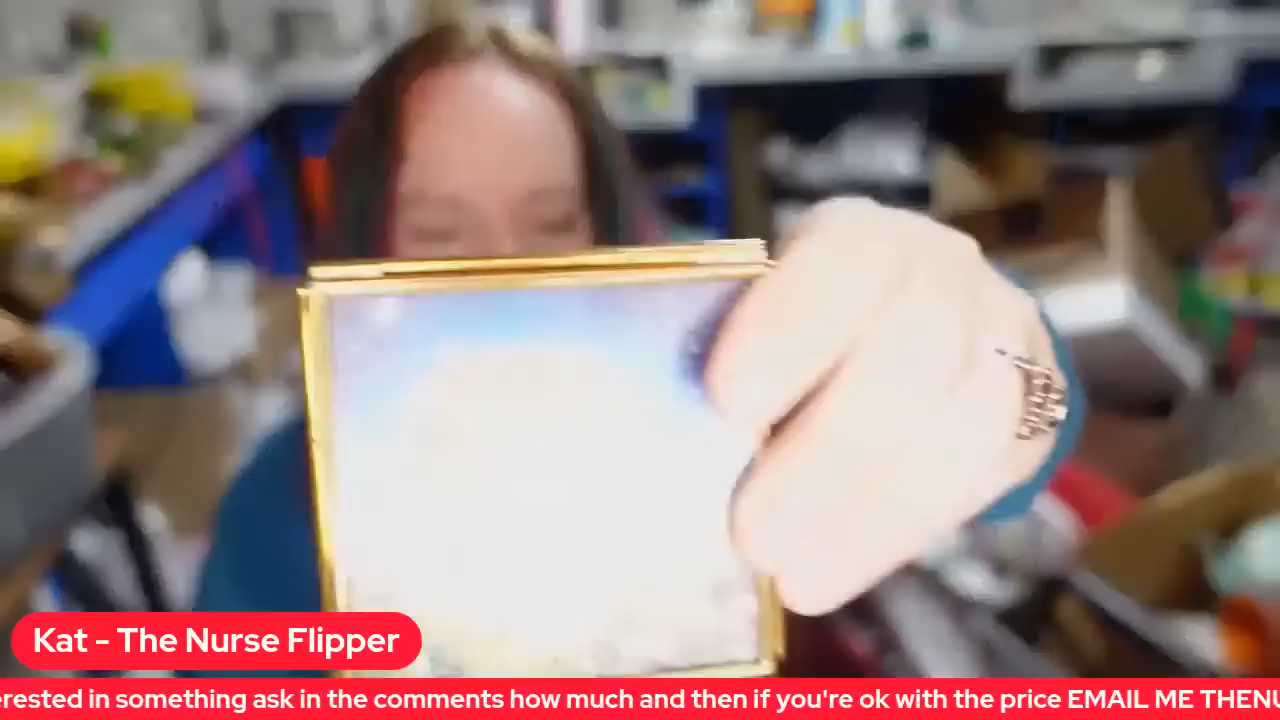 Kat - The Nurse Flipper
erested in something ask in the comments how much and then if you're ok with the price EMAIL ME THENU